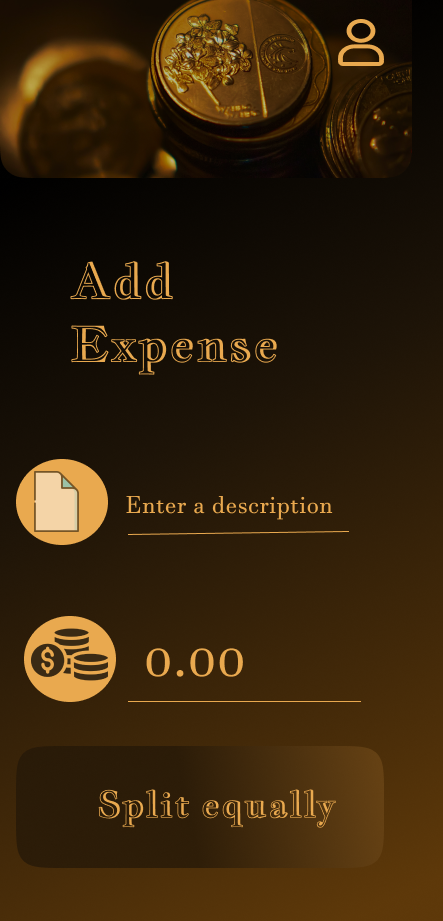 Add
Expense
Enter a description
$
0.00
Split equally